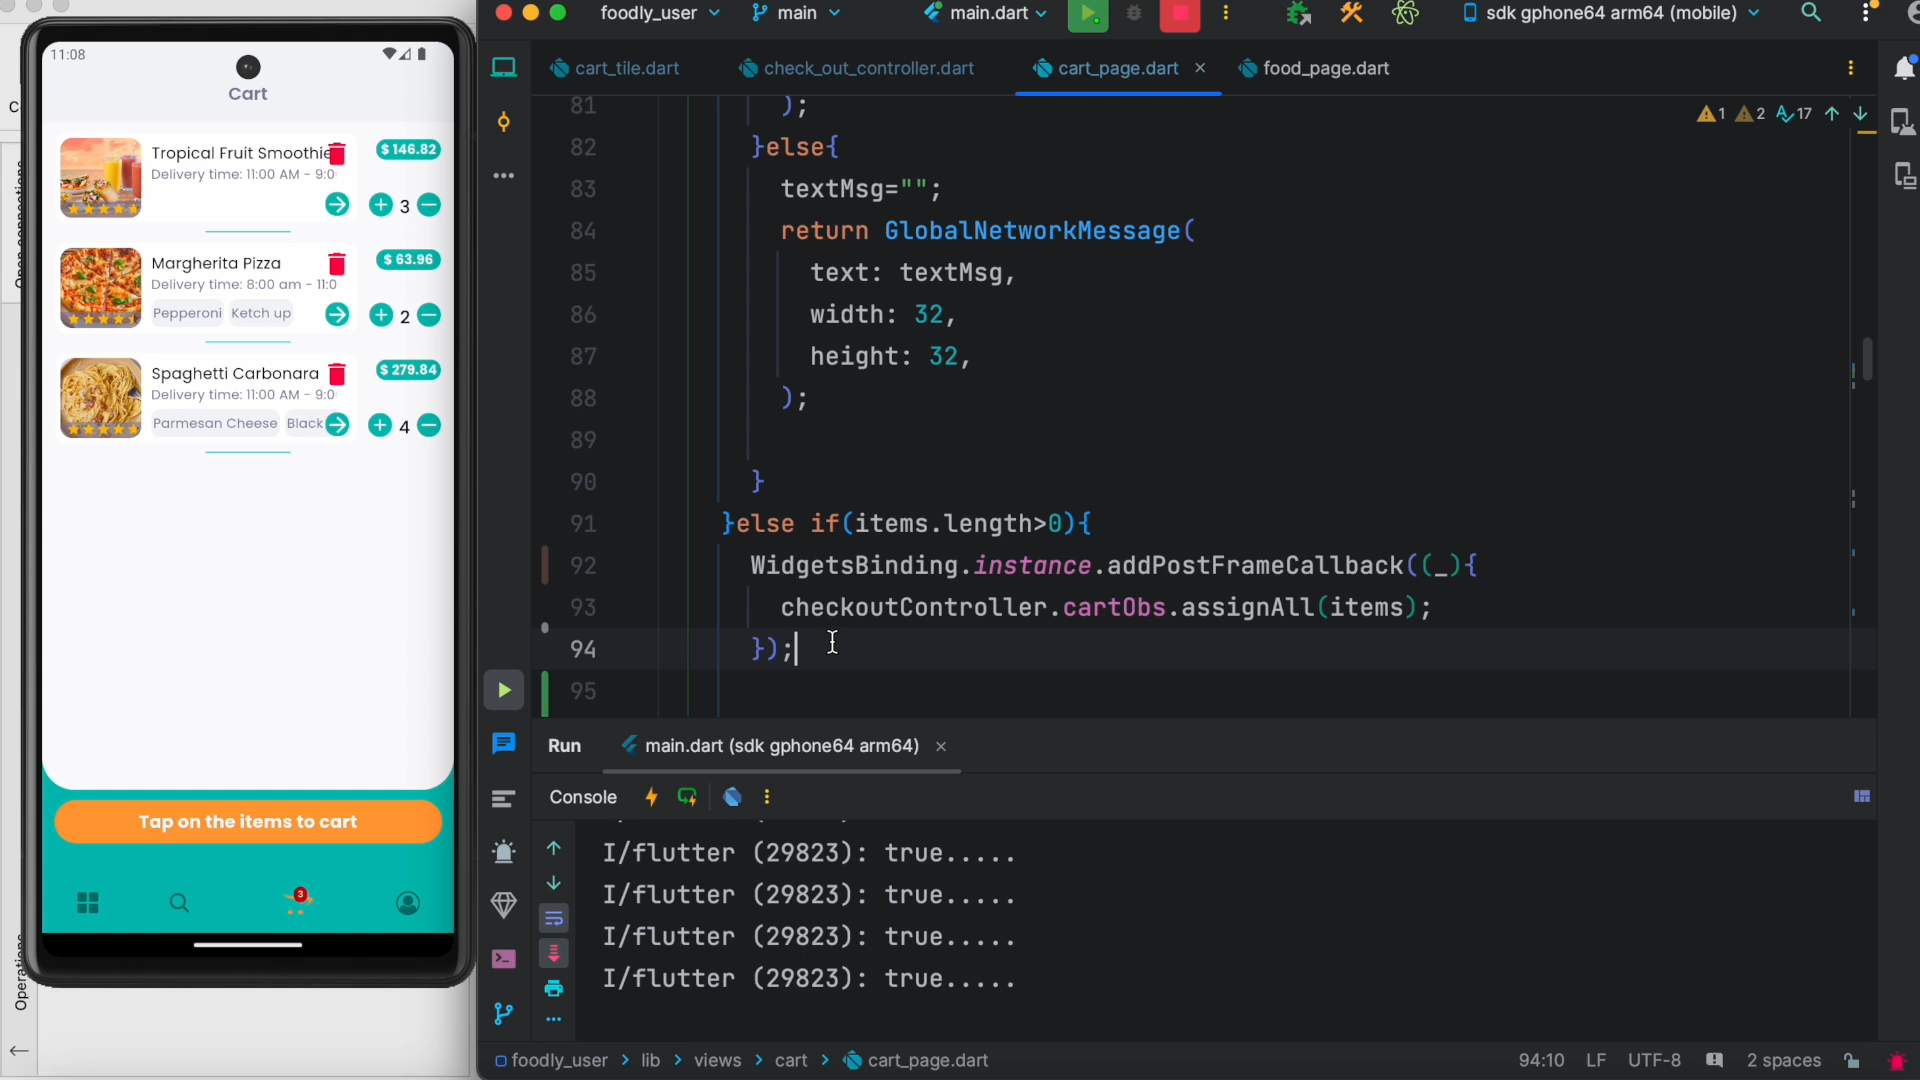 11:08
Cart
Tropical Fruit Smoothie
$ 146.82
Delivery time: 11:00 AM - 9:0
3
Margherita Pizza
$ 63.96
Delivery time: 8:00 am - 11:0
Pepperoni
Ketch up
2
Spaghetti Carbonara
$ 279.84
Delivery time: 11:00 AM - 9:0
Parmesan Cheese
Black
4
Tap on the items to cart
3
Operations
foodly_user
main
main.dart
sdk gphone64 arm64 (mobile)
cart_tile.dart
check_out_controller.dart
cart_page.dart
food_page.dart
1
2
17
81 );
82 }else{
83 textMsg="";
84 return GlobalNetworkMessage(
85 text: textMsg,
86 width: 32,
87 height: 32,
88 );
89
90 }
91 }else if(items.length>0){
92 WidgetsBinding.instance.addPostFrameCallback((_){
93 checkoutController.cartObs.assignAll(items);
94 });
95
Run
main.dart (sdk gphone64 arm64)
Console
I/flutter (29823): true.....
I/flutter (29823): true.....
I/flutter (29823): true.....
I/flutter (29823): true.....
foodly_user > lib > views > cart > cart_page.dart
94:10
LF
UTF-8
2 spaces